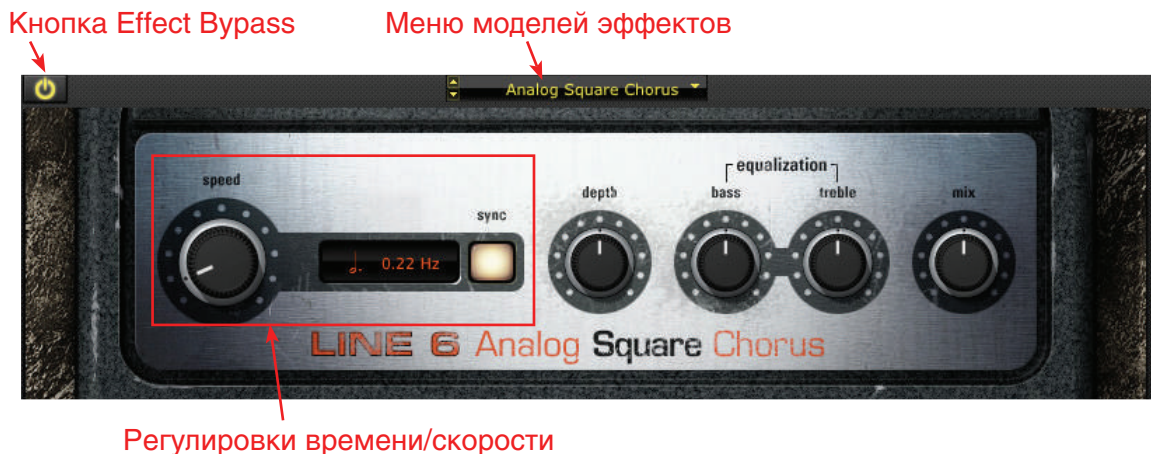 Кнопка Effect Bypass
Меню моделей эффектов
Analog Square Chorus
speed
sync
0.22 Hz
depth
equalization
bass
treble
mix
LINE 6 Analog Square Chorus
Регулировки времени/скорости